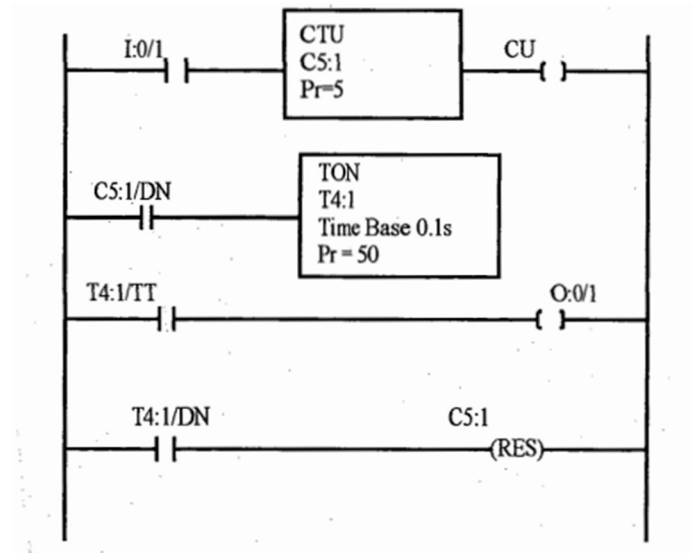 I:0/1
CTU
C5:1
Pr=5
CU
C5:1/DN
TON
T4:1
Time Base 0.1s
Pr = 50
T4:1/TT
O:0/1
T4:1/DN
C5:1
(RES)